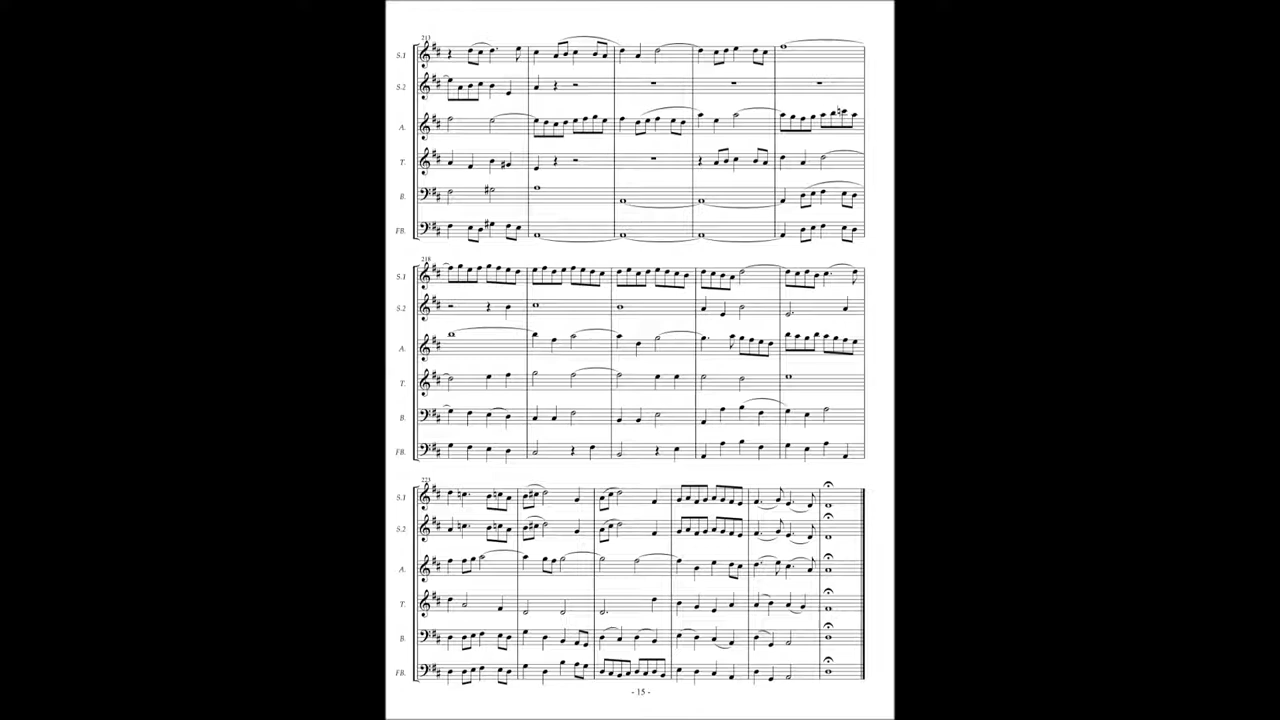 213
S.1
S.2
A.
T.
B.
FB.
218
S.1
S.2
A.
T.
B.
FB.
223
S.1
S.2
A.
T.
B.
FB.
- 15 -